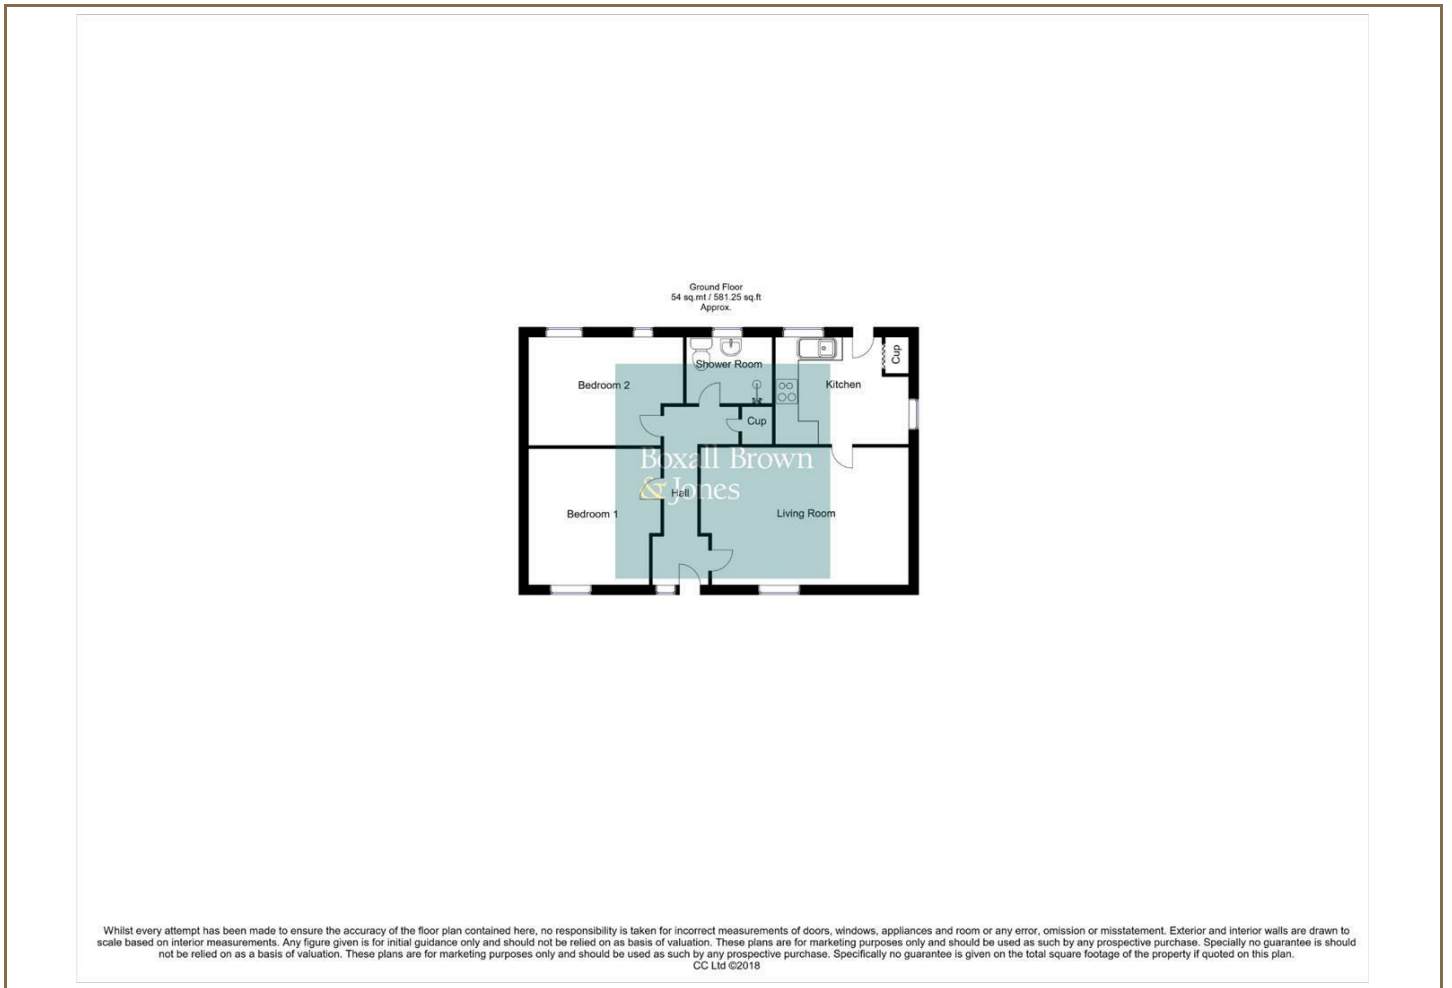 Ground Floor
54 sq.mt / 581.25 sq.ft
Approx.
Cup
Shower Room
Bedroom 2
Kitchen
Cup
Boxall Brown
& Jones
Hall
Bedroom 1
Living Room
Whilst every attempt has been made to ensure the accuracy of the floor plan contained here, no responsibility is taken for incorrect measurements of doors, windows, appliances and room or any error, omission or misstatement. Exterior and interior walls are drawn to
scale based on interior measurements. Any figure given is for initial guidance only and should not be relied on as basis of valuation. These plans are for marketing purposes only and should be used as such by any prospective purchase. Specially no guarantee is should
not be relied on as a basis of valuation. These plans are for marketing purposes only and should be used as such by any prospective purchase. Specifically no guarantee is given on the total square footage of the property if quoted on this plan.
CC Ltd ©2018